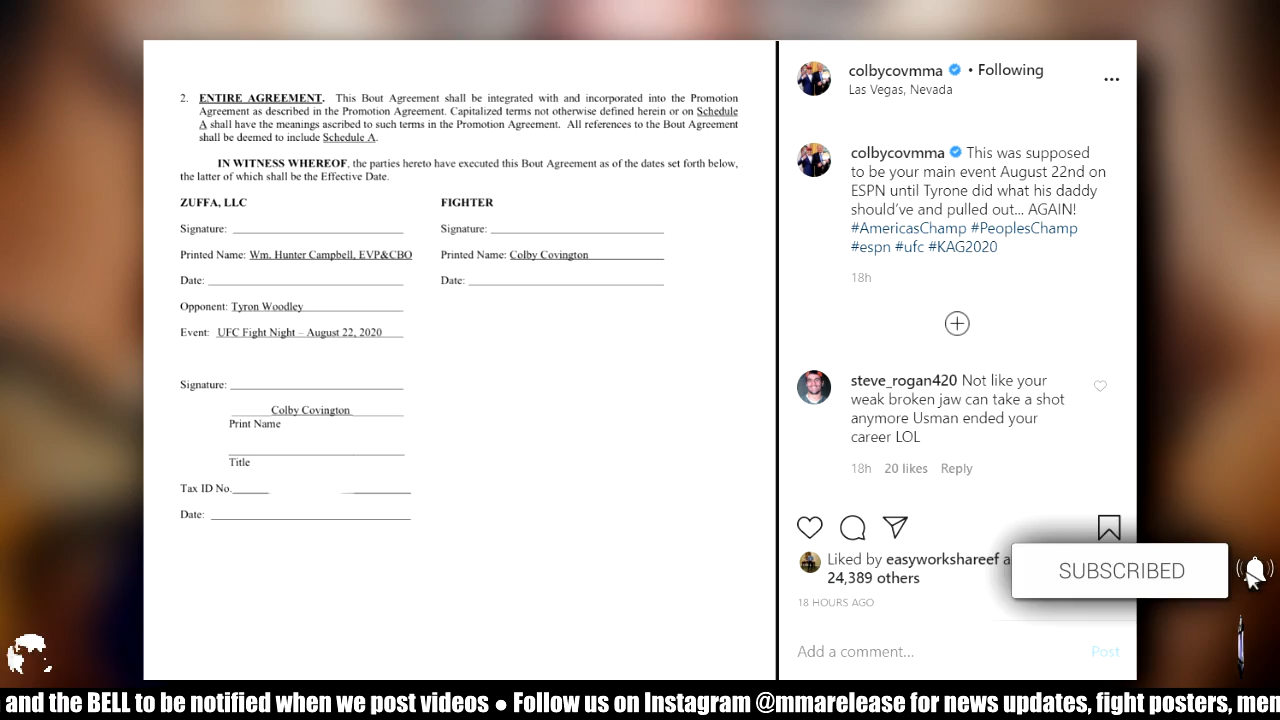 2. ENTIRE AGREEMENT. This Bout Agreement shall be integrated with and incorporated into the Promotion
Agreement as described in the Promotion Agreement. Capitalized terms not otherwise defined herein or on Schedule
A shall have the meanings ascribed to such terms in the Promotion Agreement. All references to the Bout Agreement
shall be deemed to include Schedule A.
IN WITNESS WHEREOF, the parties hereto have executed this Bout Agreement as of the dates set forth below,
the latter of which shall be the Effective Date.
ZUFFA, LLC
Signature:
Printed Name: Wm. Hunter Campbell, EVP&CBO
Date:
Opponent: Tyron Woodley
Event: UFC Fight Night – August 22, 2020
Signature:
Colby Covington
Print Name
Title
Tax ID No.
Date:
FIGHTER
Signature:
Printed Name: Colby Covington
Date:
colbycovmma • Following
Las Vegas, Nevada
colbycovmma This was supposed
to be your main event August 22nd on
ESPN until Tyrone did what his daddy
should've and pulled out... AGAIN!
#AmericasChamp #PeoplesChamp
#espn #ufc #KAG2020
18h
steve_rogan420 Not like your
weak broken jaw can take a shot
anymore Usman ended your
career LOL
18h 20 likes Reply
Liked by easyworkshareef a
24,389 others
18 HOURS AGO
Add a comment... Post
SUBSCRIBED
and the BELL to be notified when we post videos ● Follow us on Instagram @mmarelease for news updates, fight posters, mem